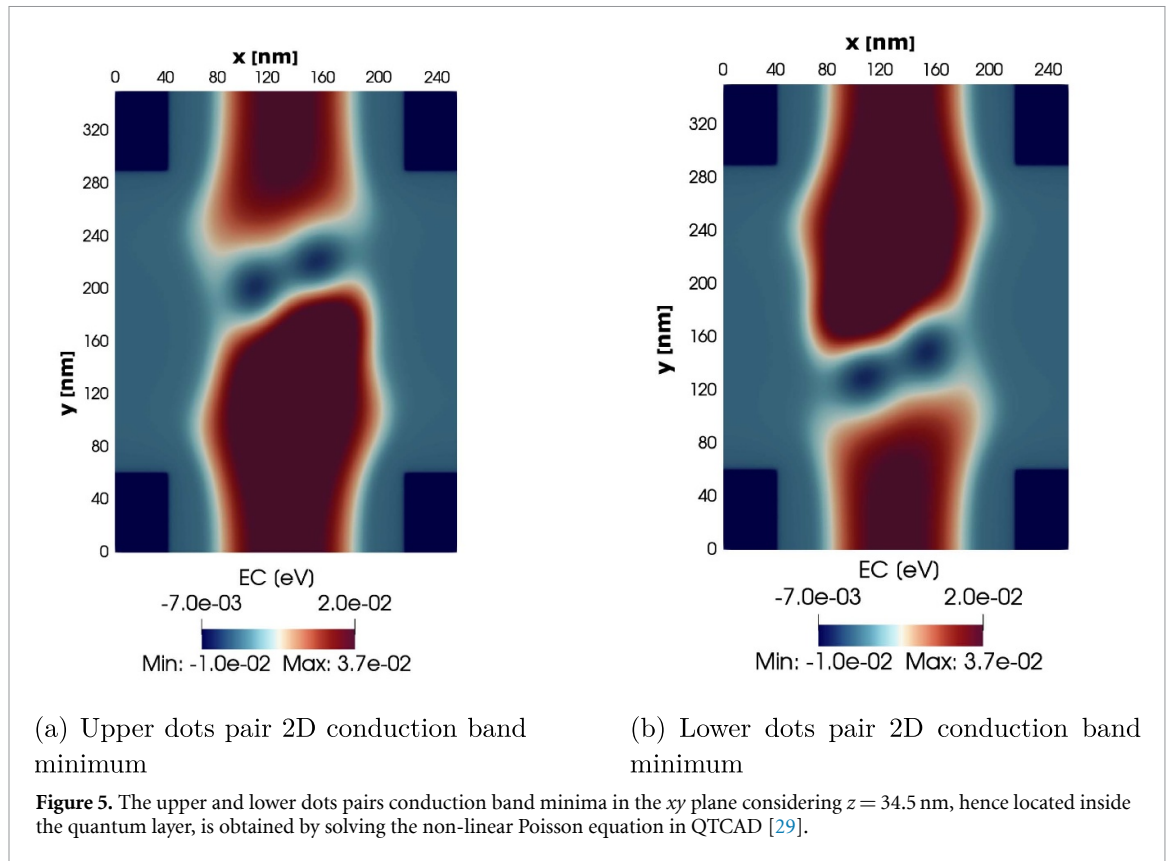 x [nm]
0 40 80 120 160 200 240
320
280
240
200
160
120
80
40
0
y [nm]
EC (eV)
-7.0e-03 2.0e-02
Min: -1.0e-02 Max: 3.7e-02
(a) Upper dots pair 2D conduction band
minimum
x [nm]
0 40 80 120 160 200 240
320
280
240
200
160
120
80
40
0
y [nm]
EC (eV)
-7.0e-03 2.0e-02
Min: -1.0e-02 Max: 3.7e-02
(b) Lower dots pair 2D conduction band
minimum
Figure 5. The upper and lower dots pairs conduction band minima in the xy plane considering z = 34.5 nm, hence located inside
the quantum layer, is obtained by solving the non-linear Poisson equation in QTCAD [29].